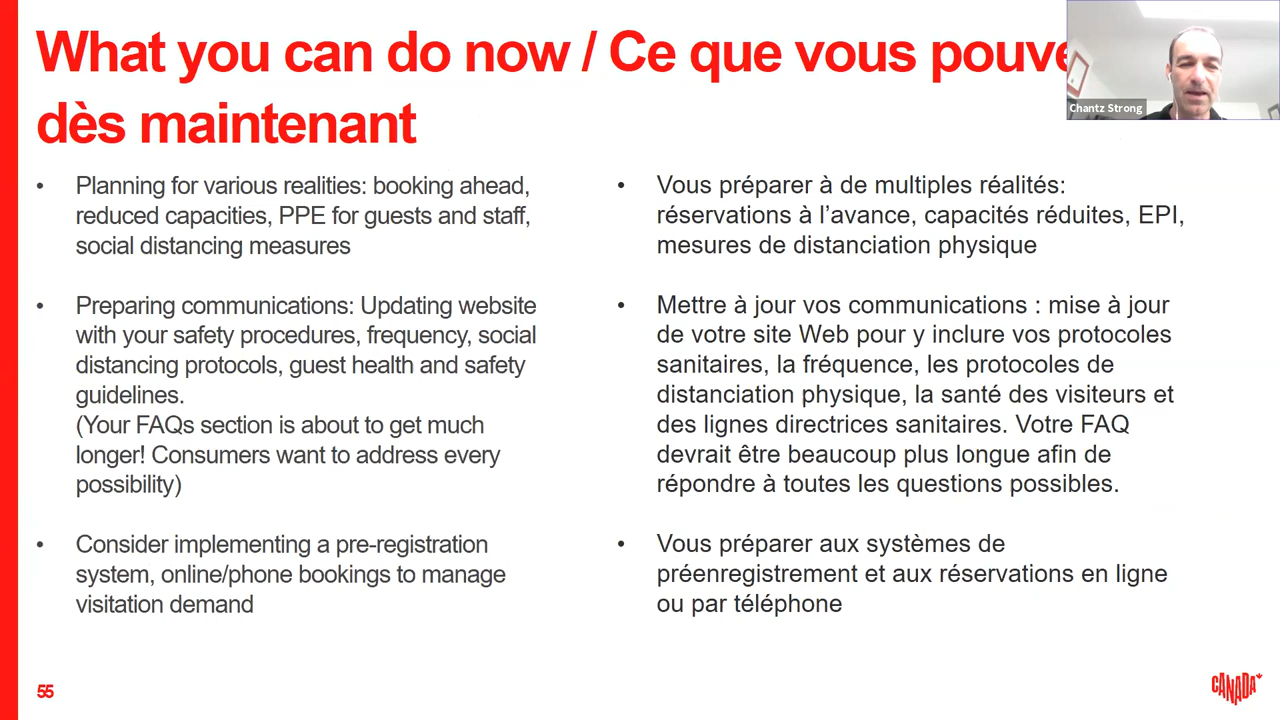 What you can do now / Ce que vous pouve
dès maintenant
Chantz Strong
• Planning for various realities: booking ahead,
reduced capacities, PPE for guests and staff,
social distancing measures
• Preparing communications: Updating website
with your safety procedures, frequency, social
distancing protocols, guest health and safety
guidelines.
(Your FAQs section is about to get much
longer! Consumers want to address every
possibility)
• Consider implementing a pre-registration
system, online/phone bookings to manage
visitation demand
• Vous préparer à de multiples réalités:
réservations à l’avance, capacités réduites, EPI,
mesures de distanciation physique
• Mettre à jour vos communications : mise à jour
de votre site Web pour y inclure vos protocoles
sanitaires, la fréquence, les protocoles de
distanciation physique, la santé des visiteurs et
des lignes directrices sanitaires. Votre FAQ
devrait être beaucoup plus longue afin de
répondre à toutes les questions possibles.
• Vous préparer aux systèmes de
préenregistrement et aux réservations en ligne
ou par téléphone
55
CANADA